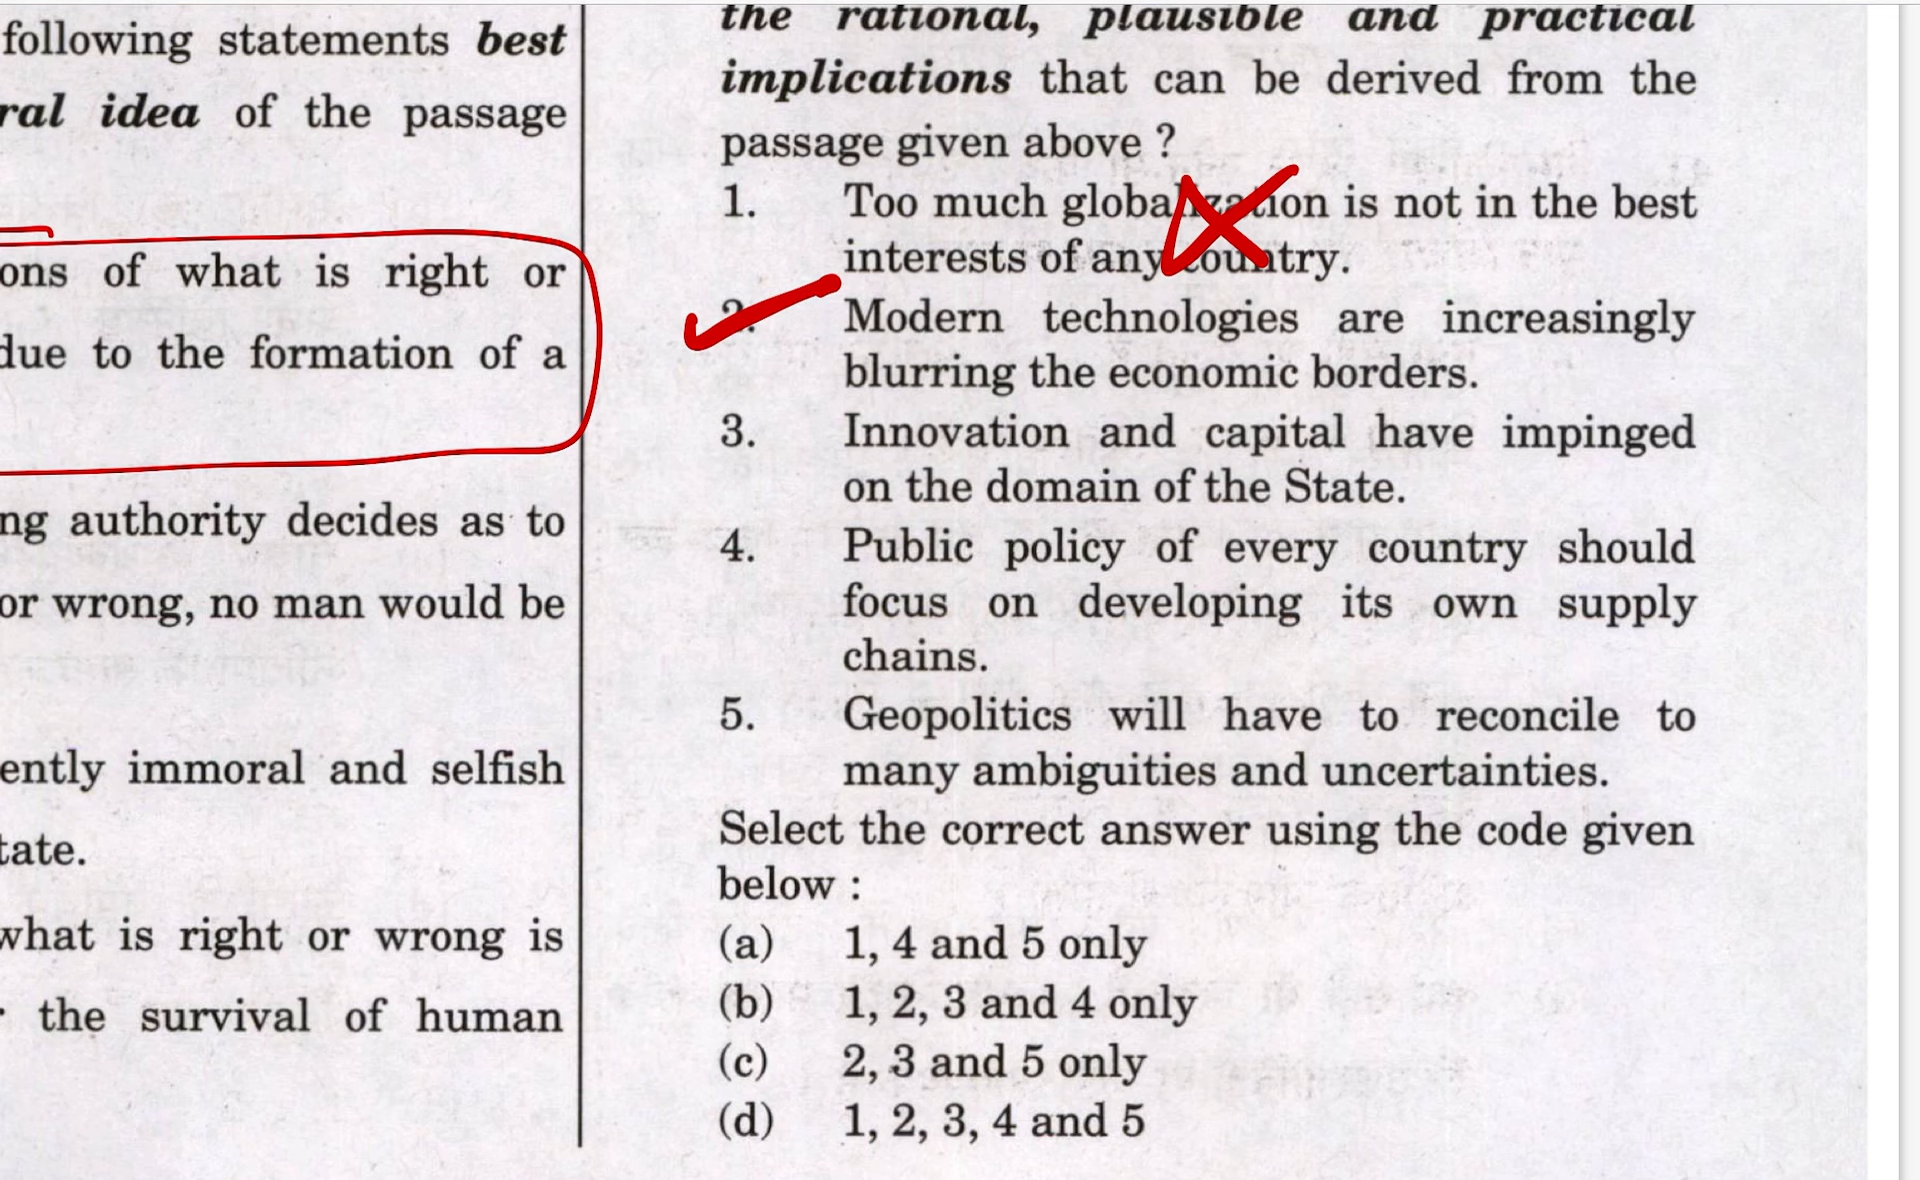 following statements best
ral idea of the passage
ons of what is right or
due to the formation of a
ng authority decides as to
or wrong, no man would be
ently immoral and selfish
tate.
what is right or wrong is
the survival of human
the rational, plausible and practical
implications that can be derived from the
passage given above ?
1. Too much globalization is not in the best
interests of any country.
2. Modern technologies are increasingly
blurring the economic borders.
3. Innovation and capital have impinged
on the domain of the State.
4. Public policy of every country should
focus on developing its own supply
chains.
5. Geopolitics will have to reconcile to
many ambiguities and uncertainties.
Select the correct answer using the code given
below :
(a) 1, 4 and 5 only
(b) 1, 2, 3 and 4 only
(c) 2, 3 and 5 only
(d) 1, 2, 3, 4 and 5